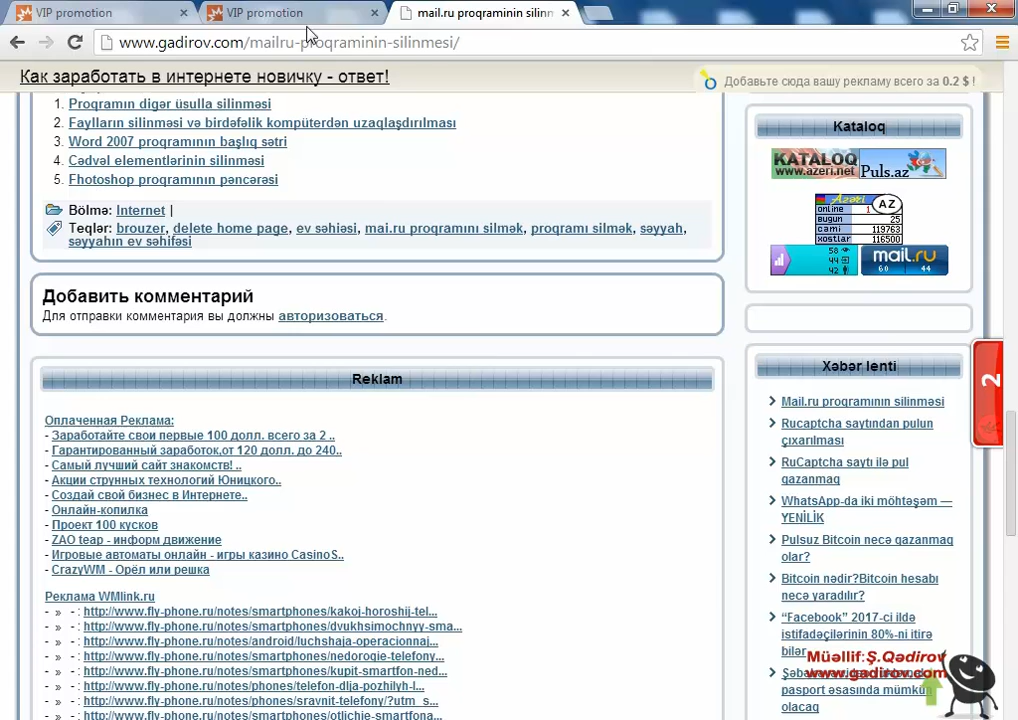 VIP promotion
VIP promotion
mail.ru proqraminin silinn
www.gadirov.com/mailru-proqraminin-silinmesi/
Как заработать в интернете новичку - ответ!
Добавьте сюда вашу рекламу всего за 0.2 $ !
1. Proqramın digər üsulla silinməsi
2. Faylların silinməsi və birdəfəlik kompüterdən uzaqlaşdırılması
3. Word 2007 proqramının başlıq sətri
4. Cədvəl elementlərinin silinməsi
5. Fhotoshop proqramının pəncərəsi
Bölmə: Internet |
Teqlər: brouzer, delete home page, ev səhiəsi, mai.ru proqramını silmək, proqramı silmək, səyyah,
səyyahın ev səhifəsi
Добавить комментарий
Для отправки комментария вы должны авторизоваться.
Reklam
Оплаченная Реклама:
- Заработайте свои первые 100 долл. всего за 2 ..
- Гарантированный заработок,от 120 долл. до 240..
- Самый лучший сайт знакомств! ..
- Акции струнных технологий Юницкого..
- Создай свой бизнес в Интернете..
- Онлайн-копилка
- Проект 100 кусков
- ZAO teap - информ движение
- Игровые автоматы онлайн - игры казино CasinoS..
- CrazyWM - Орёл или решка
Реклама WMlink.ru
- » - : http://www.fly-phone.ru/notes/smartphones/kakoj-horoshij-tel...
- » - : http://www.fly-phone.ru/notes/smartphones/dvukhsimochnyy-sma...
- » - : http://www.fly-phone.ru/notes/android/luchshaja-operacionnaj...
- » - : http://www.fly-phone.ru/notes/smartphones/nedorogie-telefony...
- » - : http://www.fly-phone.ru/notes/smartphones/kupit-smartfon-ned...
- » - : http://www.fly-phone.ru/notes/phones/telefon-dlja-pozhilyh-l...
- » - : http://www.fly-phone.ru/notes/phones/sravnit-telefony/?utm_s...
- » - : http://www.fly-phone.ru/notes/smartphones/otlichie-smartfona...
Kataloq
KATALOQ
www.azeri.net
Puls.az
Azəri
AZ
online 1
bugun 25
cəmi 119763
xostlar 116500
58
44
42
mail.ru
60 44
Xəbər lenti
Mail.ru proqramının silinməsi
Rucaptcha saytından pulun
çıxarılması
RuCaptcha saytı ilə pul
qazanmaq
WhatsApp-da iki möhtəşəm —
YENİLİK
Pulsuz Bitcoin necə qazanmaq
olar?
Bitcoin nədir?Bitcoin hesabı
necə yaradılır?
“Facebook” 2017-ci ildə
istifadəçilərinin 80%-ni itirə
bilər
pasport əsasında mümkün
olacaq
2
Müəllif:Ş.Qədirov
www.gadirov.com